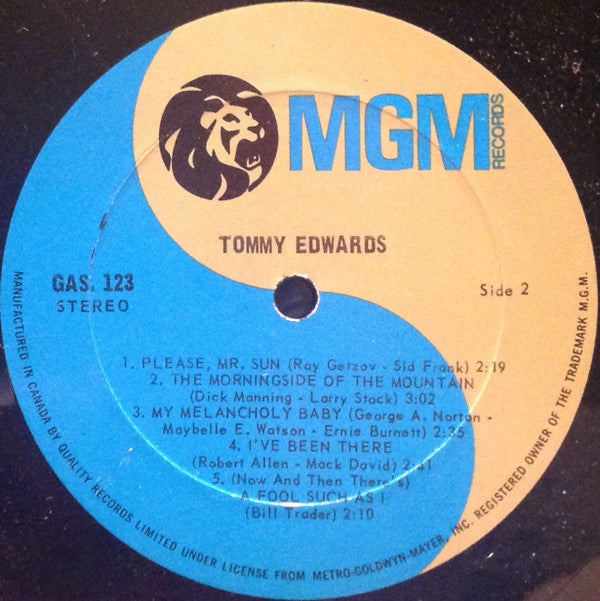 MGM
RECORDS
TOMMY EDWARDS
GAS. 123
STEREO
Side 2
1. PLEASE, MR. SUN (Ray Getzov - Sid Frank) 2:19
2. THE MORNINGSIDE OF THE MOUNTAIN
(Dick Manning - Larry Stock) 3:02
3. MY MELANCHOLY BABY (George A. Norton -
Maybelle E. Watson - Ernie Burnett) 2:35
4. I'VE BEEN THERE
(Robert Allen - Mack David) 2:41
5. (Now And Then There's)
A FOOL SUCH AS I
(Bill Trader) 2:10
MANUFACTURED IN CANADA BY QUALITY RECORDS LIMITED UNDER LICENSE FROM METRO-GOLDWYN-MAYER, INC. REGISTERED OWNER OF THE TRADEMARK M.G.M.